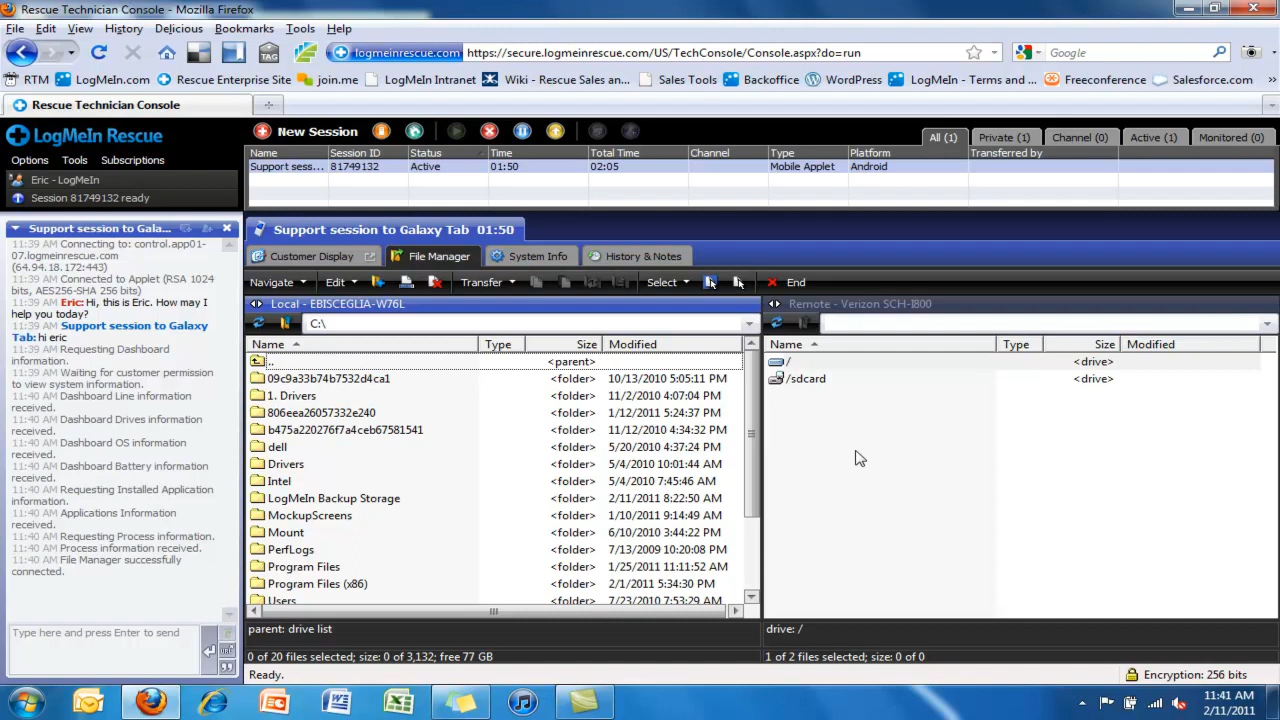 Rescue Technician Console - Mozilla Firefox
File Edit View History Delicious Bookmarks Tools Help
TAG logmeinrescue.com https://secure.logmeinrescue.com/US/TechConsole/Console.aspx?do=run Google
RTM LogMeIn.com Rescue Enterprise Site join.me LogMeIn Intranet Wiki - Rescue Sales an... Sales Tools Backoffice WordPress LogMeIn - Terms and ... Freeconference Salesforce.com
Rescue Technician Console
LogMeIn Rescue
New Session
All (1) Private (1) Channel (0) Active (1) Monitored (0)
Options Tools Subscriptions
Name Session ID Status Time Total Time Channel Type Platform Transferred by
Support sess... 81749132 Active 01:50 02:05 Mobile Applet Android
Eric - LogMeIn
Session 81749132 ready
Support session to Gala...
11:39 AM Connecting to: control.app01-
07.logmeinrescue.com
(64.94.18.172:443)
11:39 AM Connected to Applet (RSA 1024
bits, AES256-SHA 256 bits)
11:39 AM Eric: Hi, this is Eric. How may I
help you today?
11:39 AM Support session to Galaxy
Tab: hi eric
11:39 AM Requesting Dashboard
information.
11:39 AM Waiting for customer permission
to view system information.
11:40 AM Dashboard Line information
received.
11:40 AM Dashboard Drives information
received.
11:40 AM Dashboard OS information
received.
11:40 AM Dashboard Battery information
received.
11:40 AM Requesting Installed Application
information.
11:40 AM Applications Information
received.
11:40 AM Requesting Process information.
11:40 AM Process information received.
11:40 AM File Manager successfully
connected.
Type here and press Enter to send
Support session to Galaxy Tab 01:50
Customer Display File Manager System Info History & Notes
Navigate Edit Transfer Select End
Local - EBISCEGLIA-W76L
C:\
Name Type Size Modified
.. <parent>
09c9a33b74b7532d4ca1 <folder> 10/13/2010 5:05:11 PM
1. Drivers <folder> 11/2/2010 4:07:04 PM
806eea26057332e240 <folder> 1/12/2011 5:24:37 PM
b475a220276f7a4ceb67581541 <folder> 11/12/2010 4:34:32 PM
dell <folder> 5/20/2010 4:37:24 PM
Drivers <folder> 5/4/2010 10:01:44 AM
Intel <folder> 5/4/2010 7:45:46 AM
LogMeIn Backup Storage <folder> 2/11/2011 8:22:50 AM
MockupScreens <folder> 1/10/2011 9:14:49 AM
Mount <folder> 6/10/2010 3:44:22 PM
PerfLogs <folder> 7/13/2009 10:20:08 PM
Program Files <folder> 1/25/2011 11:11:52 AM
Program Files (x86) <folder> 2/1/2011 5:34:30 PM
Users <folder> 7/23/2010 7:53:29 AM
parent: drive list
0 of 20 files selected; size: 0 of 3,132; free 77 GB
Remote - Verizon SCH-I800
Name Type Size Modified
/ <drive>
/sdcard <drive>
drive: /
1 of 2 files selected; size: 0 of 0
Ready. Encryption: 256 bits
11:41 AM
2/11/2011